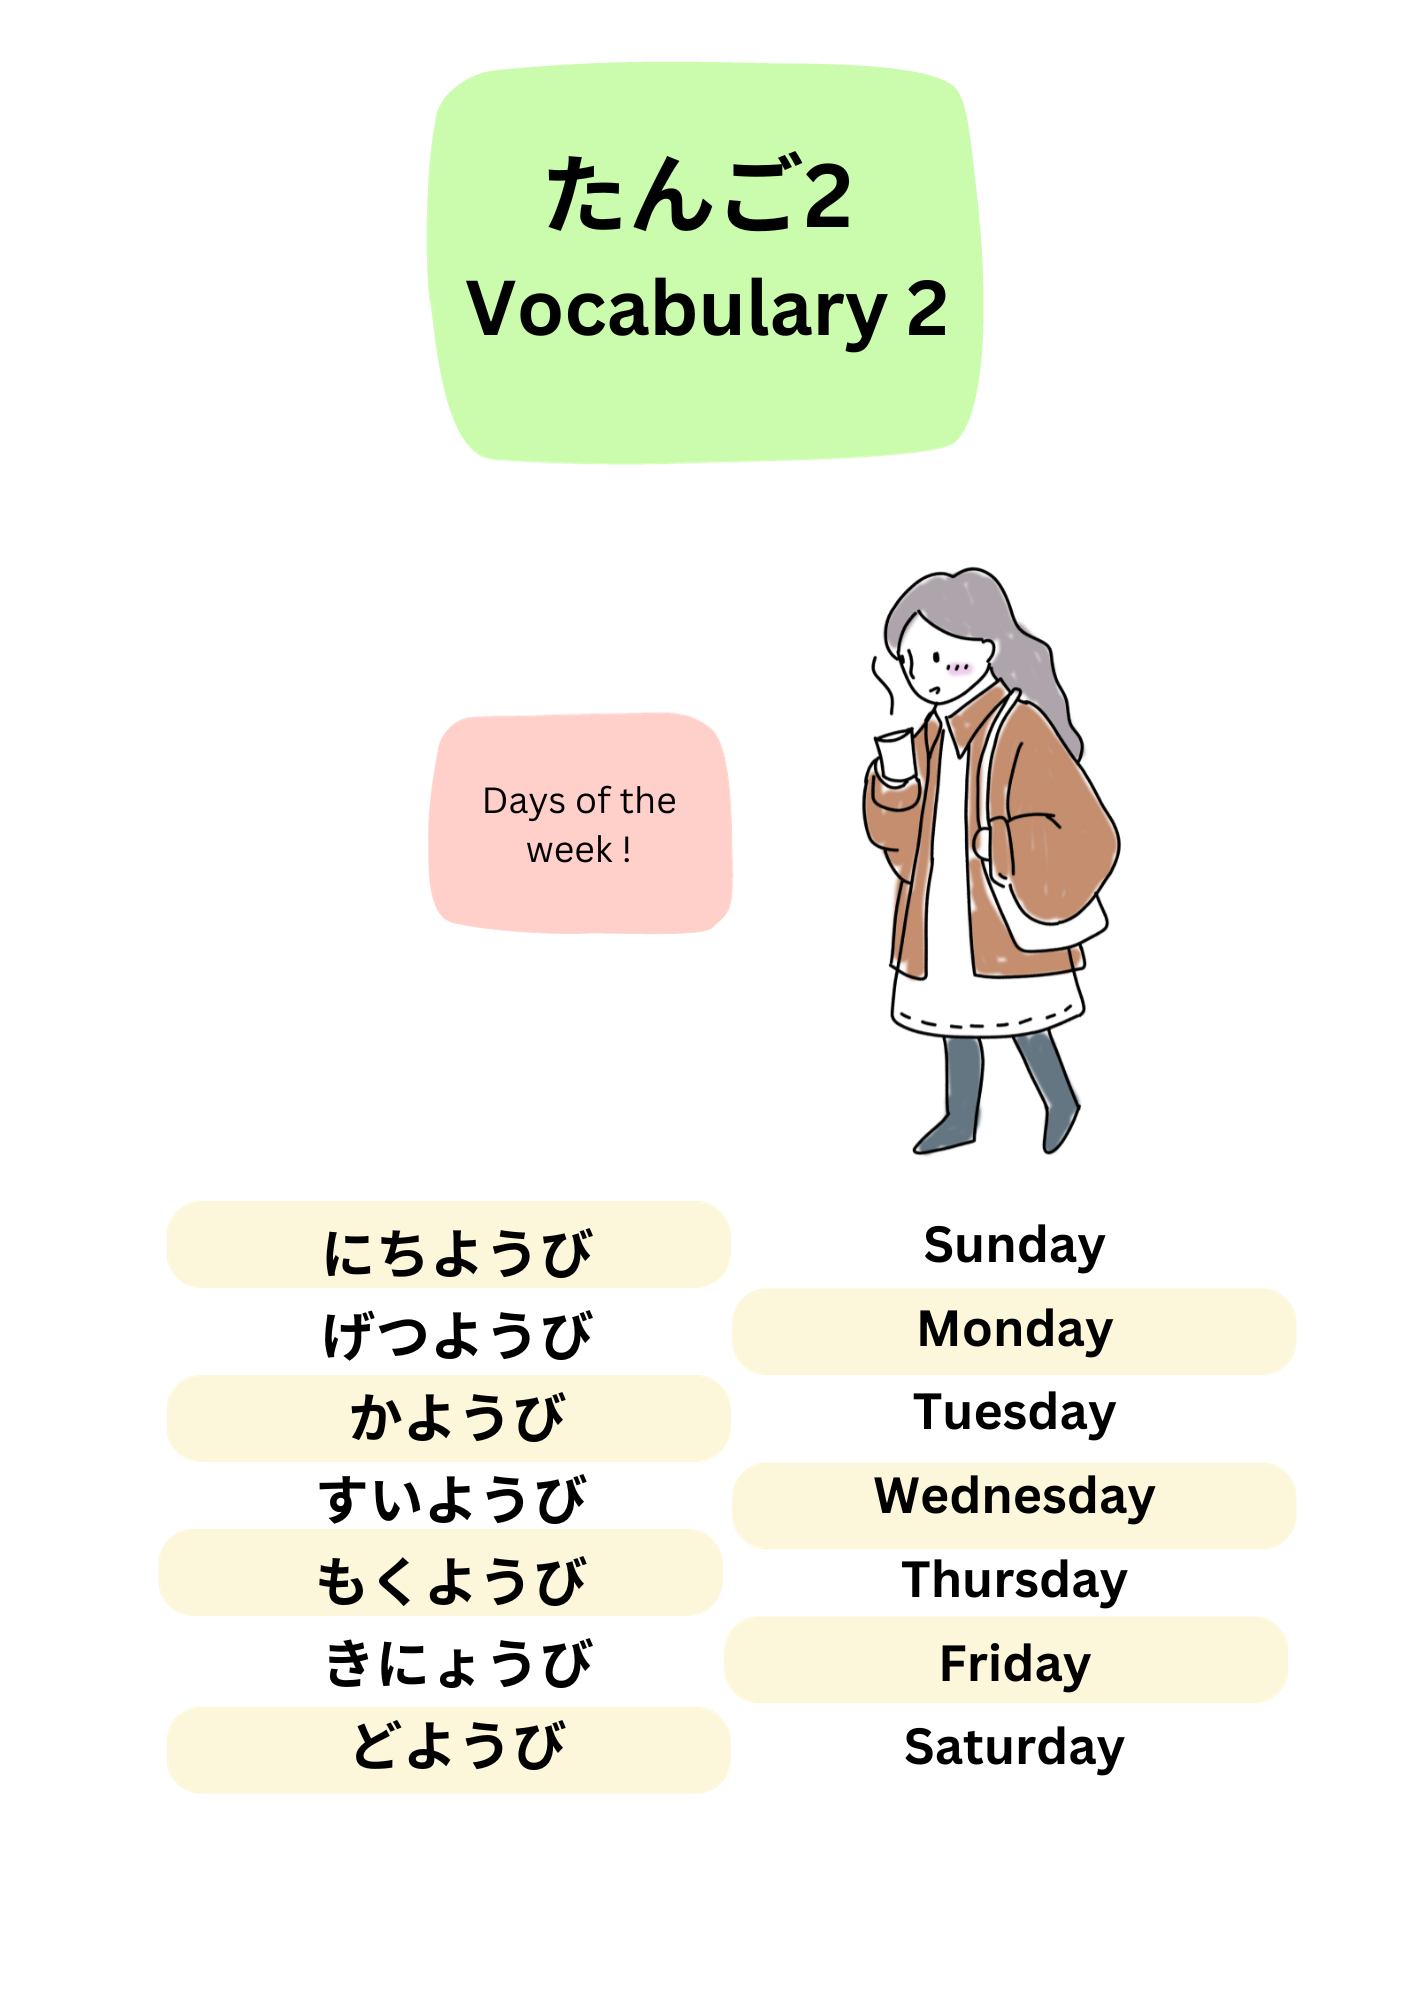 たんご2
Vocabulary 2
Days of the
week !
にちようび Sunday
げつようび Monday
かようび Tuesday
すいようび Wednesday
もくようび Thursday
きにょうび Friday
どようび Saturday